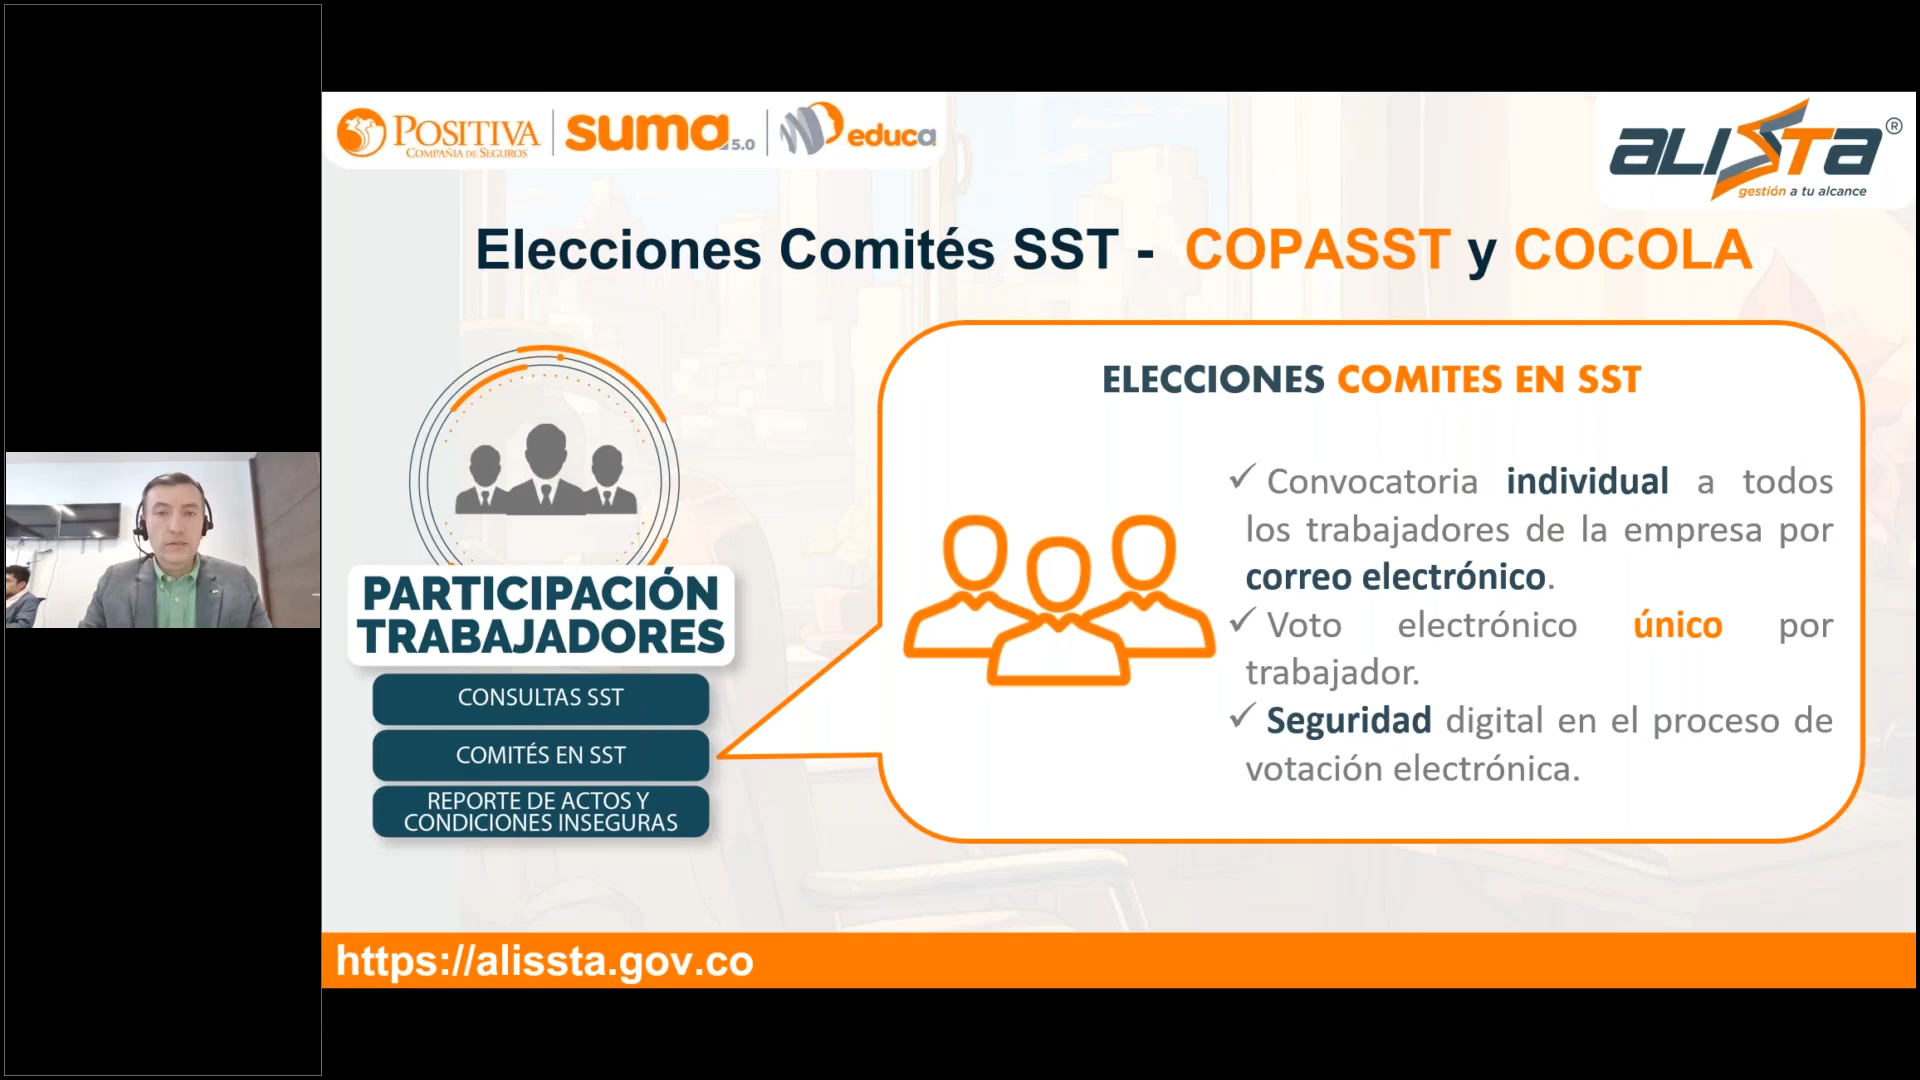 POSITIVA
COMPAÑIA DE SEGUROS
suma 5.0
educa
ALISSTA ®
gestión a tu alcance
Elecciones Comités SST - COPASST y COCOLA
ELECCIONES COMITES EN SST
✓ Convocatoria individual a todos
los trabajadores de la empresa por
correo electrónico.
✓ Voto electrónico único por
trabajador.
✓ Seguridad digital en el proceso de
votación electrónica.
PARTICIPACIÓN
TRABAJADORES
CONSULTAS SST
COMITÉS EN SST
REPORTE DE ACTOS Y
CONDICIONES INSEGURAS
https://alissta.gov.co